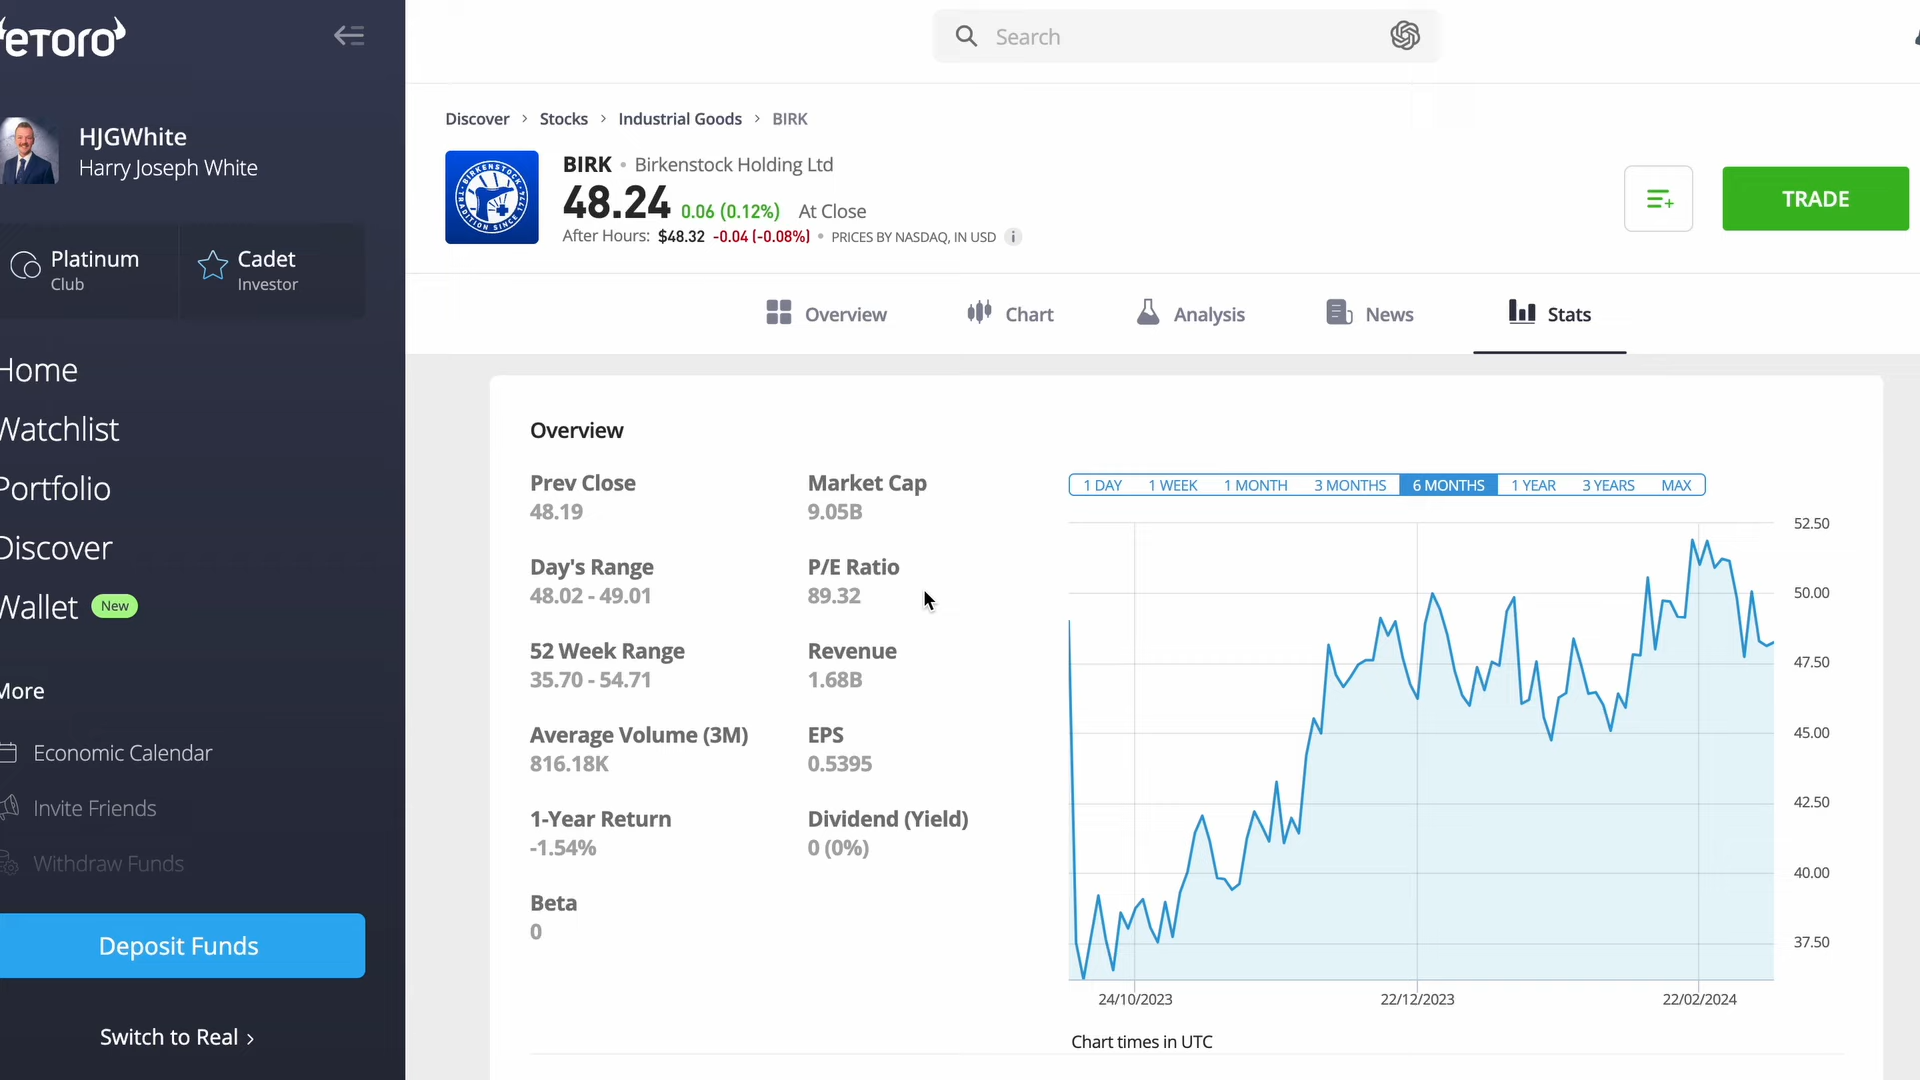 eToro
Search
HJGWhite
Harry Joseph White
Platinum
Club
Cadet
Investor
Home
Watchlist
Portfolio
Discover
Wallet New
More
Economic Calendar
Invite Friends
Withdraw Funds
Deposit Funds
Switch to Real ›
Discover › Stocks › Industrial Goods › BIRK
BIRKENSTOCK
TRADITION SINCE 1774
BIRK • Birkenstock Holding Ltd
48.24 0.06 (0.12%) At Close
After Hours: $48.32 -0.04 (-0.08%) • PRICES BY NASDAQ, IN USD i
TRADE
Overview
Chart
Analysis
News
Stats
Overview
Prev Close
48.19
Day's Range
48.02 - 49.01
52 Week Range
35.70 - 54.71
Average Volume (3M)
816.18K
1-Year Return
-1.54%
Beta
0
Market Cap
9.05B
P/E Ratio
89.32
Revenue
1.68B
EPS
0.5395
Dividend (Yield)
0 (0%)
1 DAY 1 WEEK 1 MONTH 3 MONTHS 6 MONTHS 1 YEAR 3 YEARS MAX
52.50
50.00
47.50
45.00
42.50
40.00
37.50
24/10/2023 22/12/2023 22/02/2024
Chart times in UTC